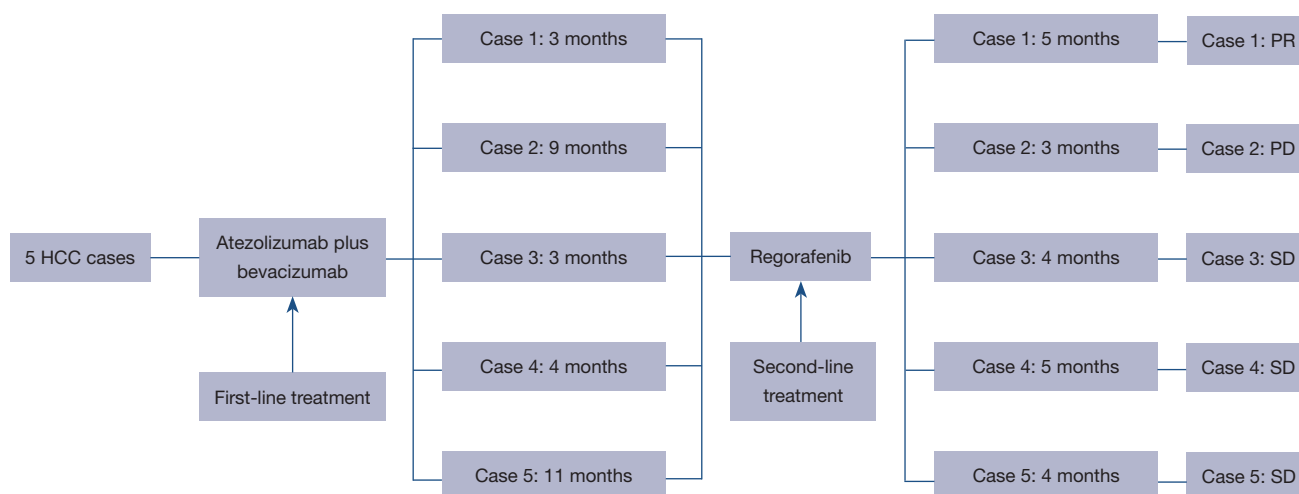 5 HCC cases
Atezolizumab plus
bevacizumab
First-line treatment
Case 1: 3 months
Case 2: 9 months
Case 3: 3 months
Case 4: 4 months
Case 5: 11 months
Regorafenib
Second-line
treatment
Case 1: 5 months
Case 2: 3 months
Case 3: 4 months
Case 4: 5 months
Case 5: 4 months
Case 1: PR
Case 2: PD
Case 3: SD
Case 4: SD
Case 5: SD